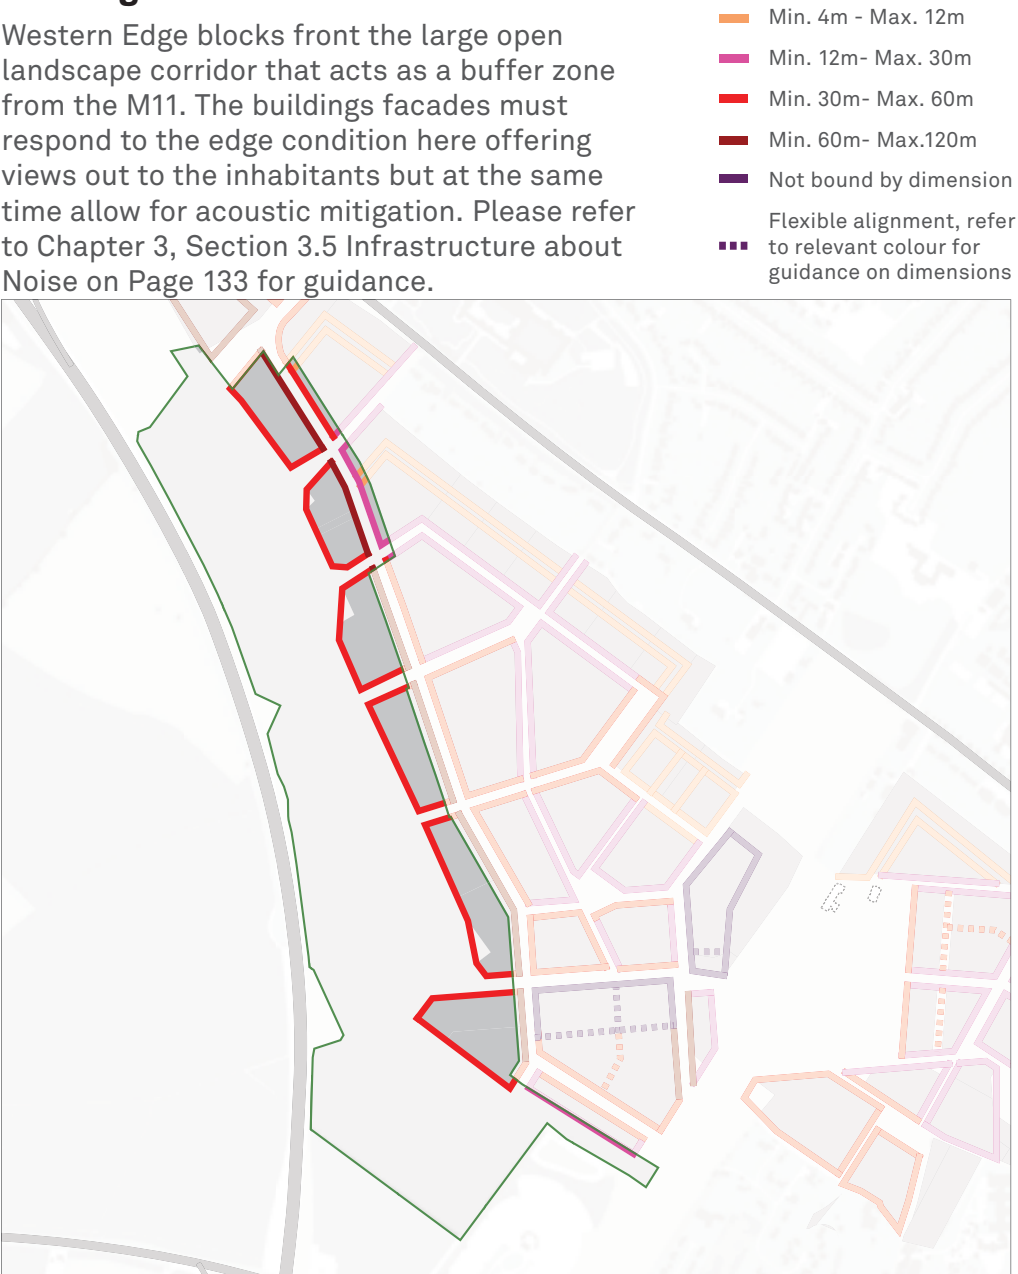 Western Edge blocks front the large open
landscape corridor that acts as a buffer zone
from the M11. The buildings facades must
respond to the edge condition here offering
views out to the inhabitants but at the same
time allow for acoustic mitigation. Please refer
to Chapter 3, Section 3.5 Infrastructure about
Noise on Page 133 for guidance.
Min. 4m - Max. 12m
Min. 12m- Max. 30m
Min. 30m- Max. 60m
Min. 60m- Max.120m
Not bound by dimension
Flexible alignment, refer
to relevant colour for
guidance on dimensions